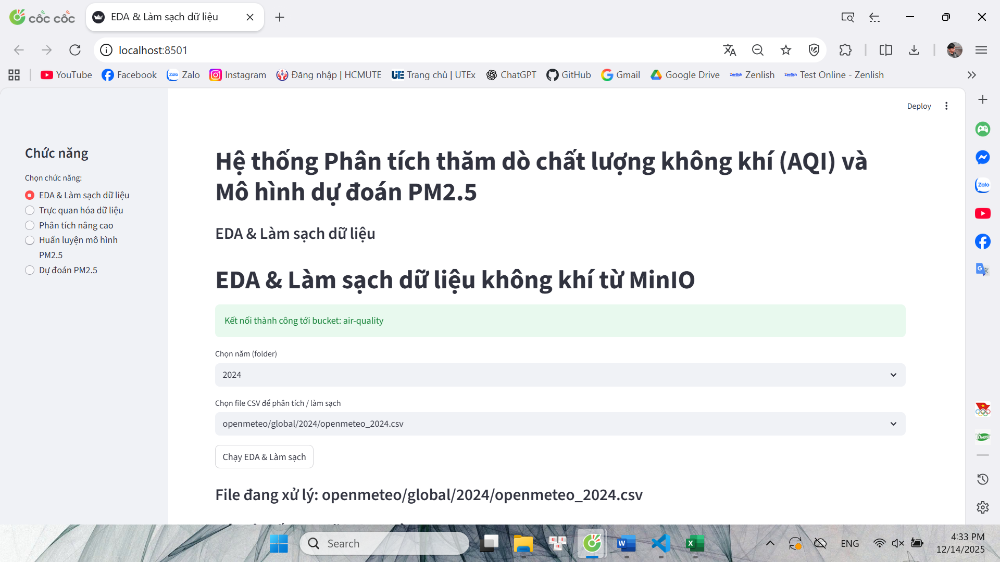 cốc cốc
EDA & Làm sạch dữ liệu
localhost:8501
YouTube
Facebook
Zalo
Instagram
Đăng nhập | HCMUTE
Trang chủ | UTEx
ChatGPT
GitHub
Gmail
Google Drive
Zenlish
Test Online - Zenlish
Deploy
Chức năng
Chọn chức năng:
EDA & Làm sạch dữ liệu
Trực quan hóa dữ liệu
Phân tích nâng cao
Huấn luyện mô hình
PM2.5
Dự đoán PM2.5
Hệ thống Phân tích thăm dò chất lượng không khí (AQI) và
Mô hình dự đoán PM2.5
EDA & Làm sạch dữ liệu
EDA & Làm sạch dữ liệu không khí từ MinIO
Kết nối thành công tới bucket: air-quality
Chọn năm (folder)
2024
Chọn file CSV để phân tích / làm sạch
openmeteo/global/2024/openmeteo_2024.csv
Chạy EDA & Làm sạch
File đang xử lý: openmeteo/global/2024/openmeteo_2024.csv
Search
ENG
4:33 PM
12/14/2025